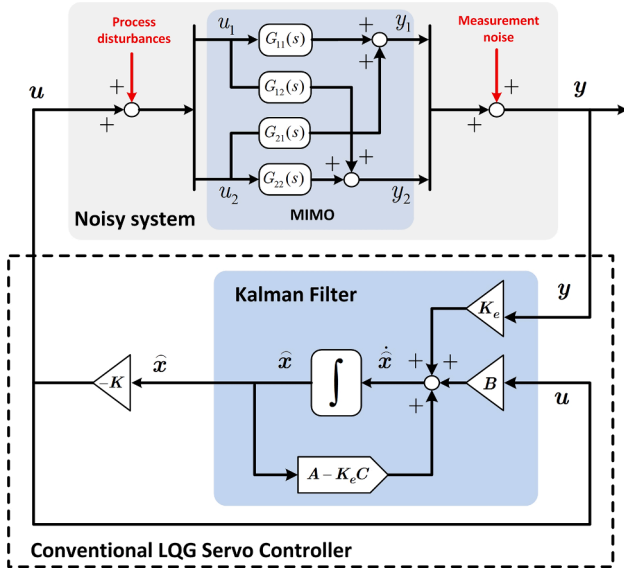 Process
disturbances
Measurement
noise
u₁
G₁₁(s)
y₁
+
+
+
u
+
+
G₁₂(s)
+
+
y
G₂₁(s)
+
+
u₂
G₂₂(s)
y₂
Noisy system
MIMO
Kalman Filter
Kₑ
y
-K
x̂
x̂
∫
ẋ̂
+
+
+
B
u
A − KₑC
Conventional LQG Servo Controller